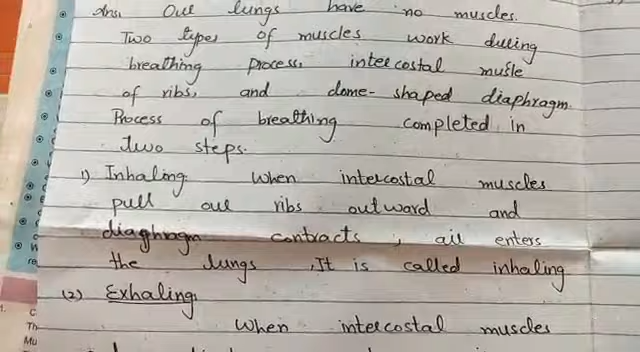 Ans. Our lungs have no muscles.
Two types of muscles work during
breathing process, intercostal muscle
of ribs, and dome-shaped diaphragm.
Process of breathing completed in
two steps.
1) Inhaling. When intercostal muscles
pull our ribs outward and
diaghragm contracts, air enters
the lungs. It is called inhaling
(2) Exhaling:
When intercostal muscles